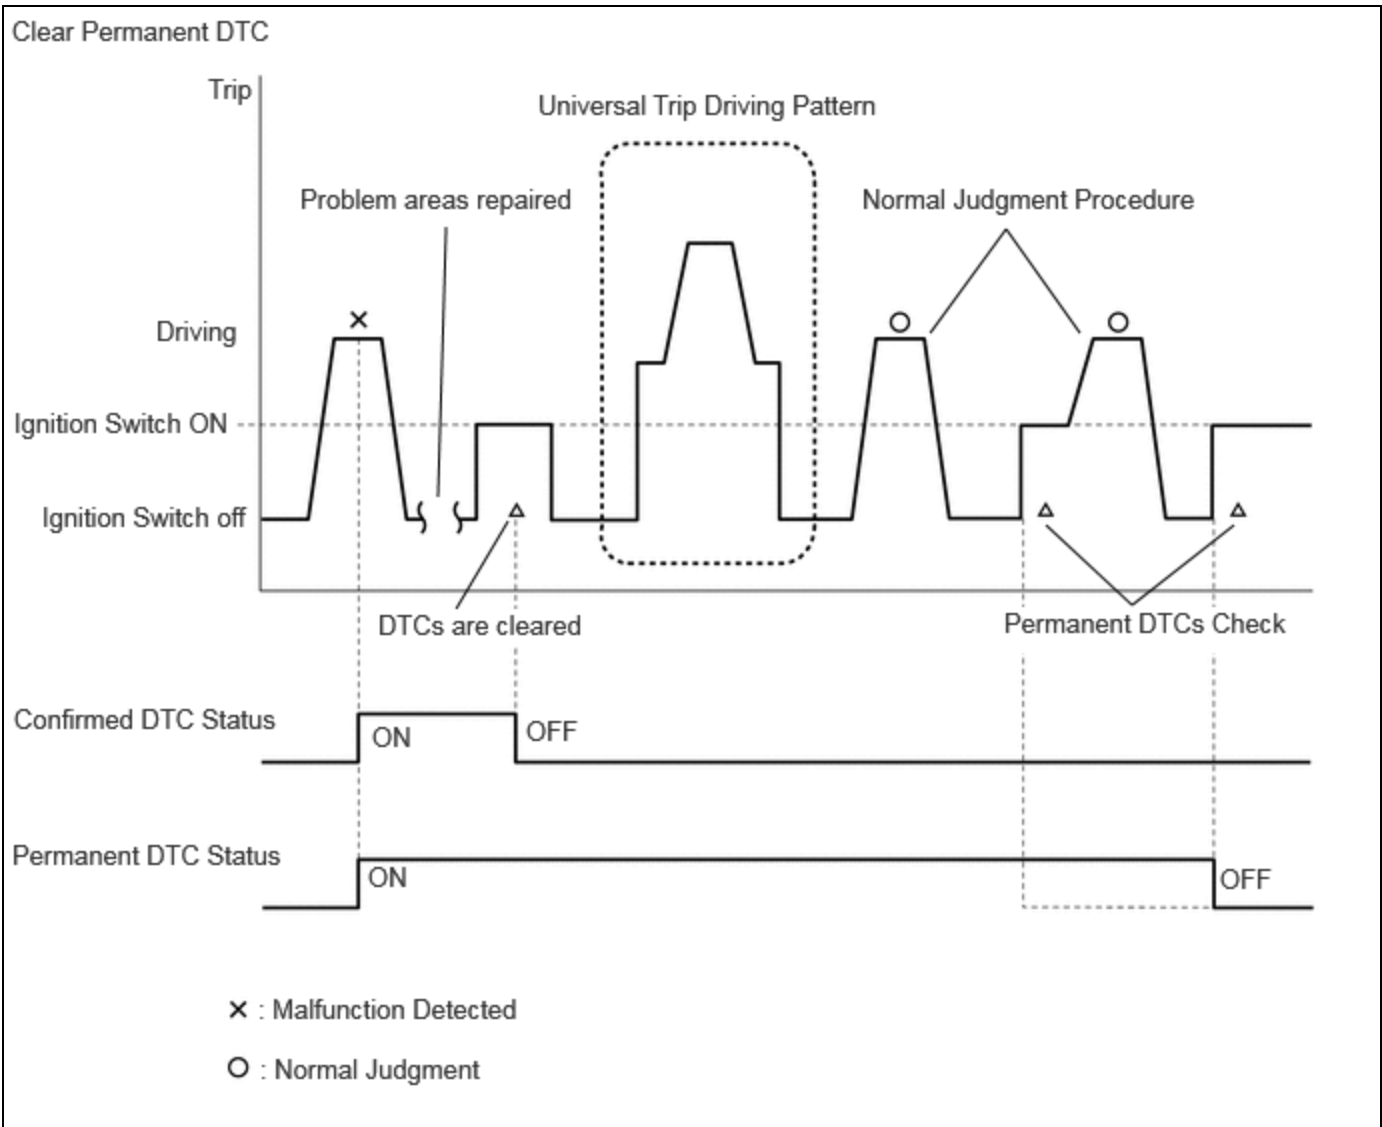 Clear Permanent DTC
Trip
Universal Trip Driving Pattern
Problem areas repaired
Normal Judgment Procedure
Driving
Ignition Switch ON
Ignition Switch off
DTCs are cleared
Permanent DTCs Check
Confirmed DTC Status
ON
OFF
Permanent DTC Status
ON
OFF
: Malfunction Detected
: Normal Judgment